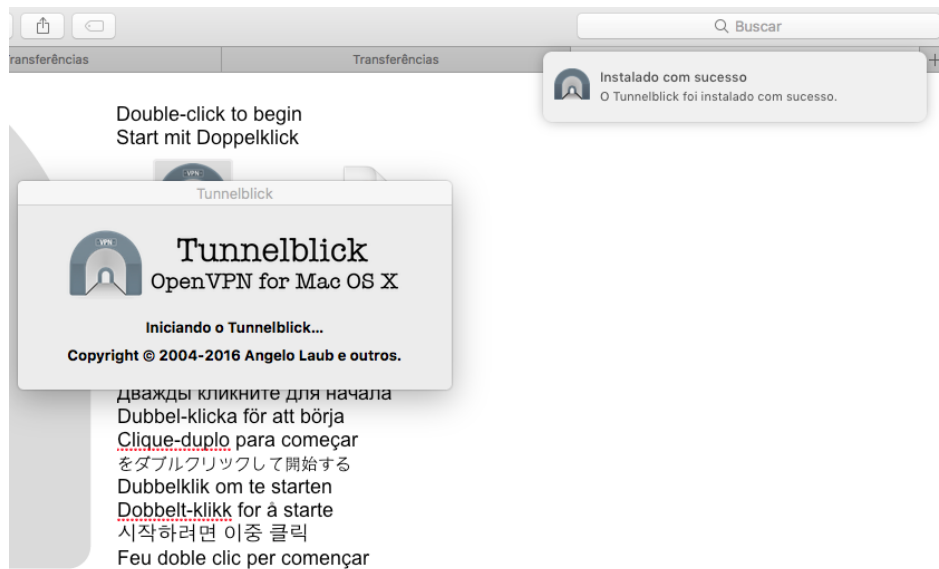 Buscar
Transferências
Transferências
Instalado com sucesso
O Tunnelblick foi instalado com sucesso.
Double-click to begin
Start mit Doppelklick
VPN
Tunnelblick
VPN
Tunnelblick
OpenVPN for Mac OS X
Iniciando o Tunnelblick...
Copyright © 2004-2016 Angelo Laub e outros.
Дважды кликните для начала
Dubbel-klicka för att börja
Clique-duplo para começar
をダブルクリックして開始する
Dubbelklik om te starten
Dobbelt-klikk for å starte
시작하려면 이중 클릭
Feu doble clic per començar